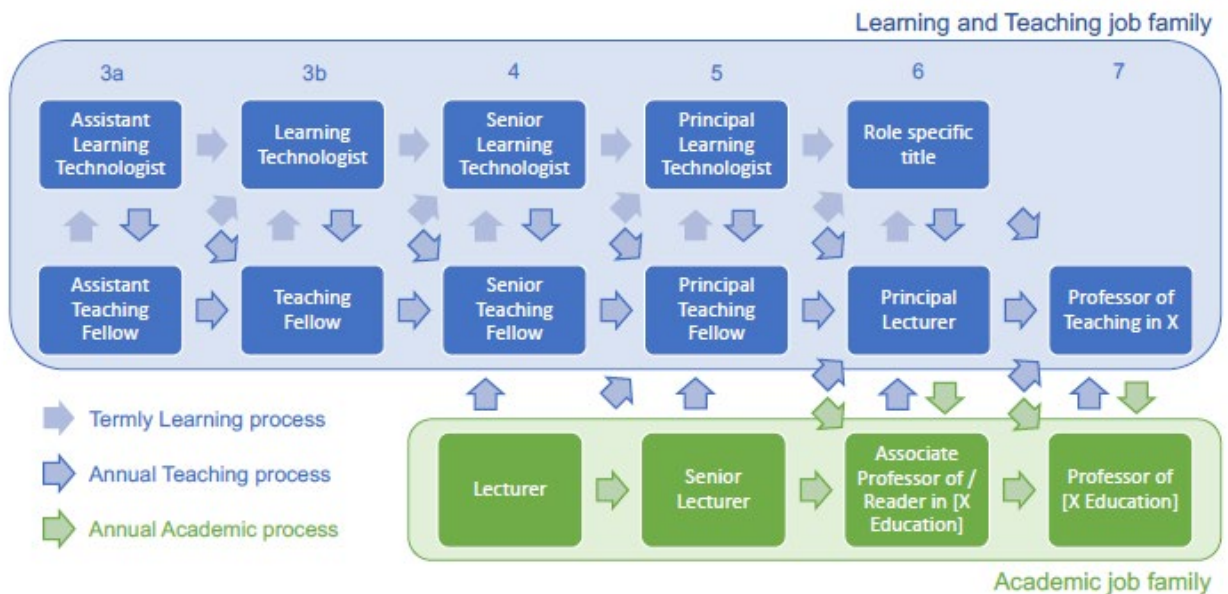 Learning and Teaching job family
3a
3b
4
5
6
7
Assistant
Learning
Technologist
Learning
Technologist
Senior
Learning
Technologist
Principal
Learning
Technologist
Role specific
title
Assistant
Teaching
Fellow
Teaching
Fellow
Senior
Teaching
Fellow
Principal
Teaching
Fellow
Principal
Lecturer
Professor of
Teaching in X
Termly Learning process
Annual Teaching process
Annual Academic process
Lecturer
Senior
Lecturer
Associate
Professor of /
Reader in [X
Education]
Professor of
[X Education]
Academic job family